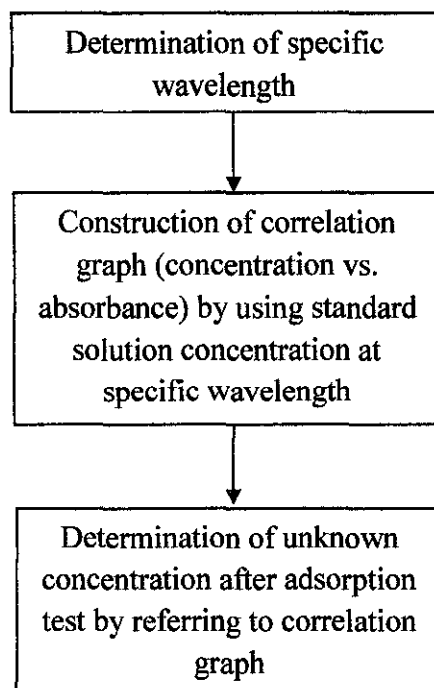 Determination of specific
wavelength
Construction of correlation
graph (concentration vs.
absorbance) by using standard
solution concentration at
specific wavelength
Determination of unknown
concentration after adsorption
test by referring to correlation
graph